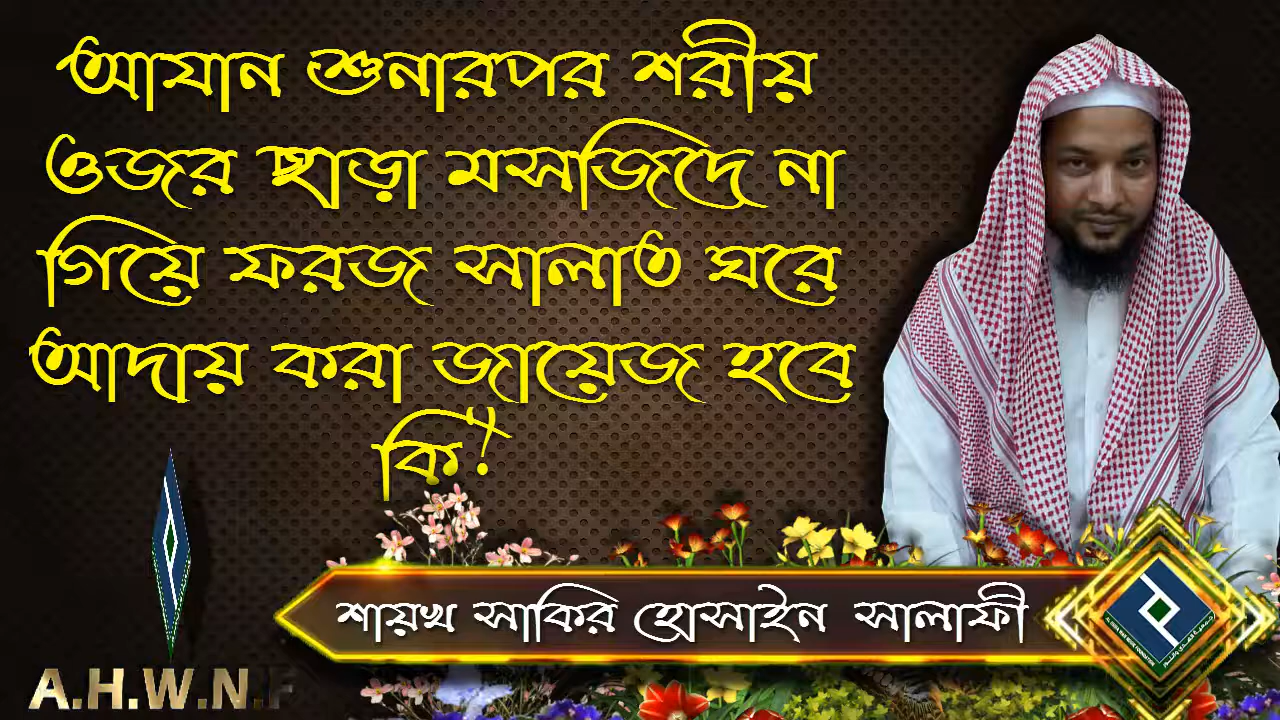 আযান শুনারপর শরীয়
ওজর ছাড়া মসজিদে না
গিয়ে ফরজ সালাত ঘরে
আদায় করা জায়েজ হবে
কি?
শায়খ সাকির হোসাইন সালাফী
A.H.W.N.F